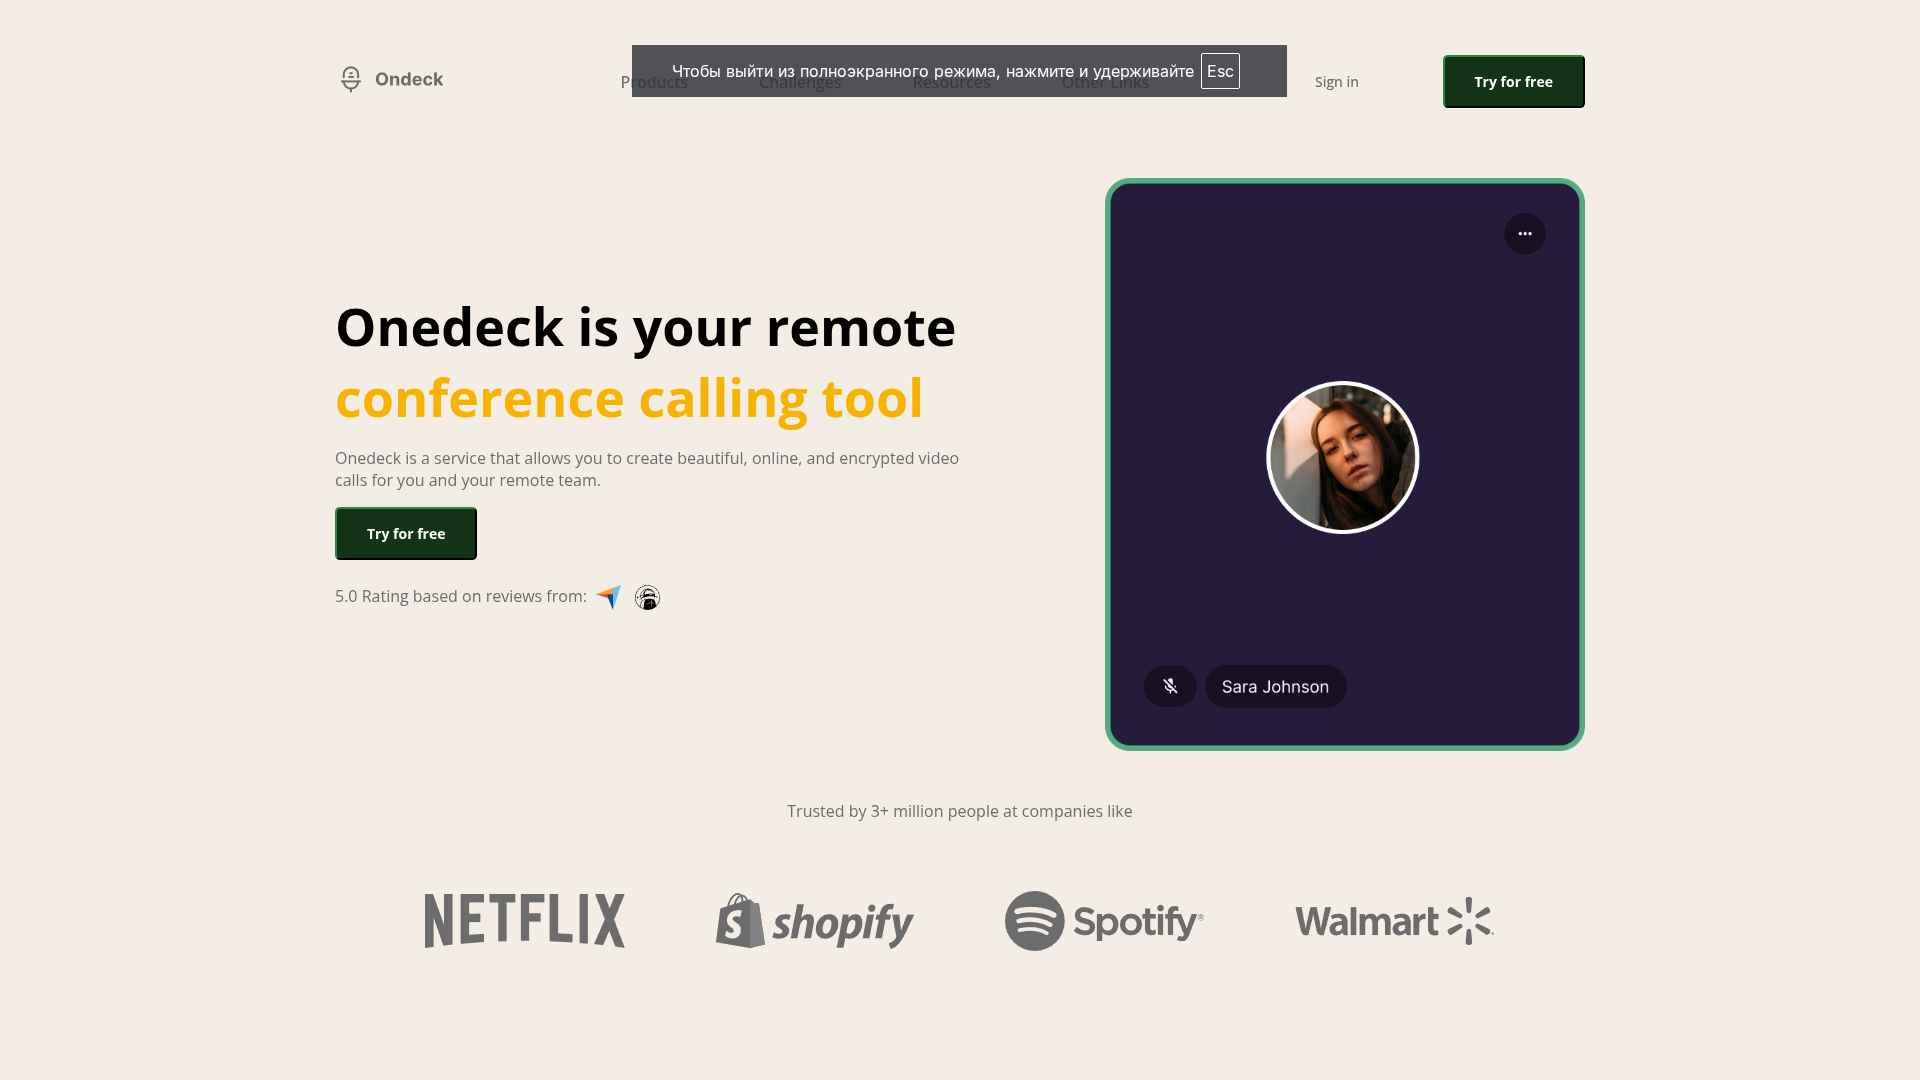 Ondeck
Products
Challenges
Resources
Other Links
Чтобы выйти из полноэкранного режима, нажмите и удерживайте Esc
Sign in
Try for free
Onedeck is your remote
conference calling tool
Onedeck is a service that allows you to create beautiful, online, and encrypted video
calls for you and your remote team.
Try for free
5.0 Rating based on reviews from:
Sara Johnson
Trusted by 3+ million people at companies like
NETFLIX
shopify
Spotify®
Walmart